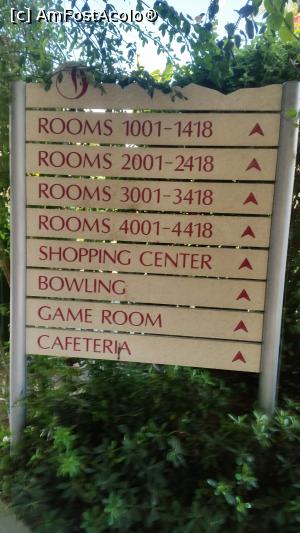 [c] AmFostAcolo®
ROOMS 1001-1418
ROOMS 2001-2418
ROOMS 3001-3418
ROOMS 4001-4418
SHOPPING CENTER
BOWLING
GAME ROOM
CAFETERIA